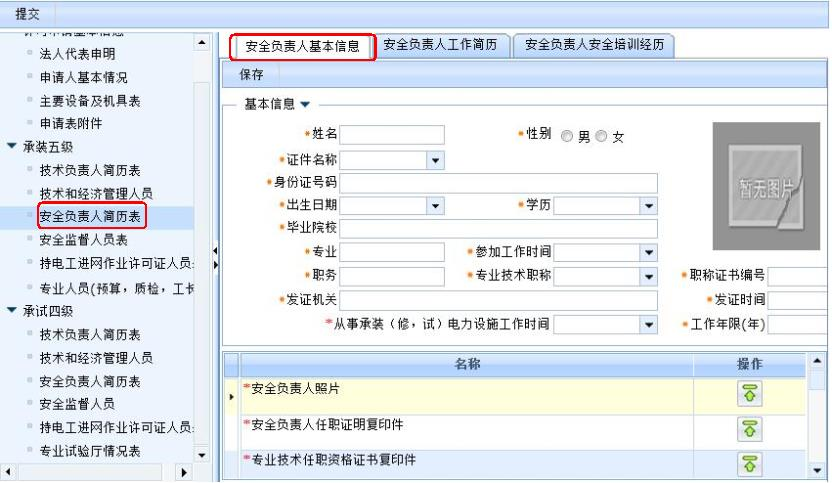 提交
法人代表申明
申请人基本情况
主要设备及机具表
申请表附件
承装五级
技术负责人简历表
技术和经济管理人员
安全负责人简历表
安全监督人员表
持电工进网作业许可证人员
专业人员(预算，质检，工长
承试四级
技术负责人简历表
技术和经济管理人员
安全负责人简历表
安全监督人员
持电工进网作业许可证人员
专业试验厅情况表
安全负责人基本信息 安全负责人工作简历 安全负责人安全培训经历
保存
基本信息
*姓名 *性别 男 女
*证件名称
*身份证号码
*出生日期 *学历
*毕业院校
*专业 *参加工作时间
*职务 *专业技术职称 *职称证书编号
*发证机关 *发证时间
*从事承装（修，试）电力设施工作时间 *工作年限(年)
暂无图片
名称 操作
*安全负责人照片
*安全负责人任职证明复印件
*专业技术任职资格证书复印件